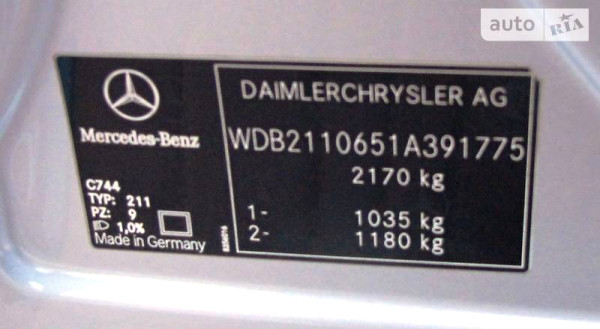 auto RIA
Mercedes-Benz
C744
TYP: 211
PZ: 9
1,0%
Made in Germany
DAIMLERCHRYSLER AG
WDB2110651A391775
2170 kg
1- 1035 kg
2- 1180 kg